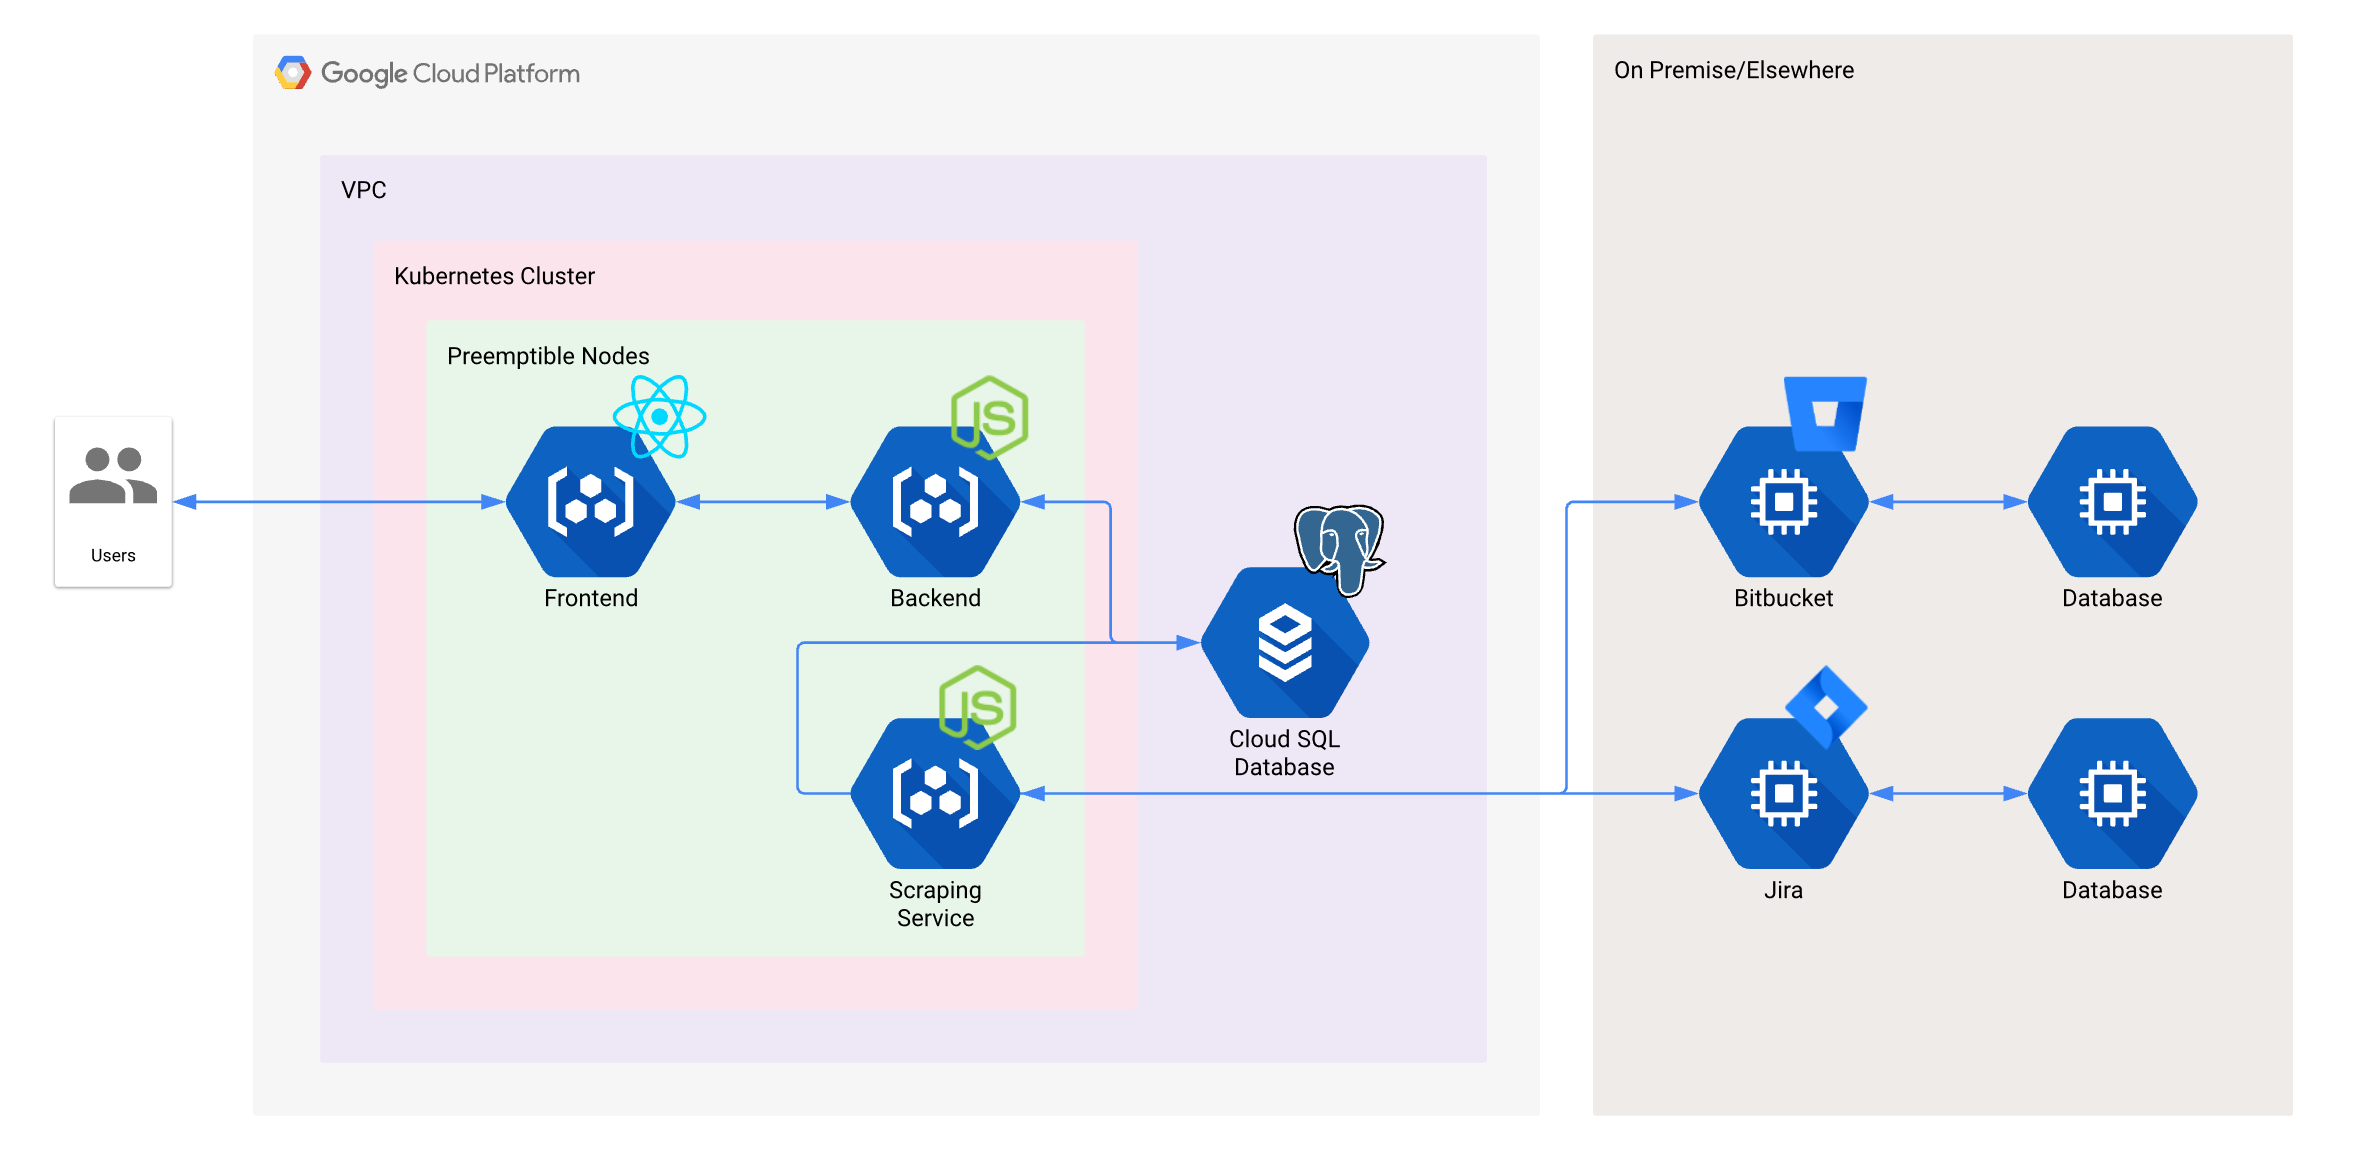 Google Cloud Platform
On Premise/Elsewhere
VPC
Kubernetes Cluster
Preemptible Nodes
JS
Users
Frontend
Backend
Bitbucket
Database
JS
Cloud SQL
Database
Scraping
Service
Jira
Database